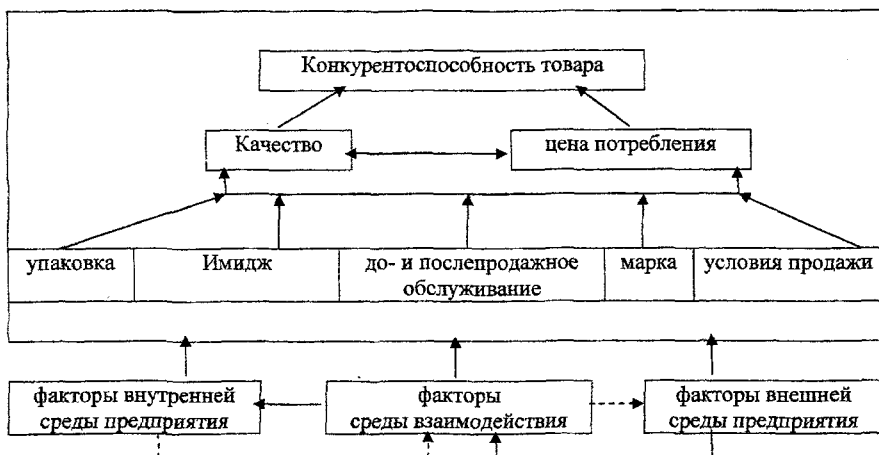 Конкурентоспособность товара
Качество
цена потребления
упаковка
Имидж
до- и послепродажное
обслуживание
марка
условия продажи
факторы внутренней
среды предприятия
факторы
среды взаимодействия
факторы внешней
среды предприятия